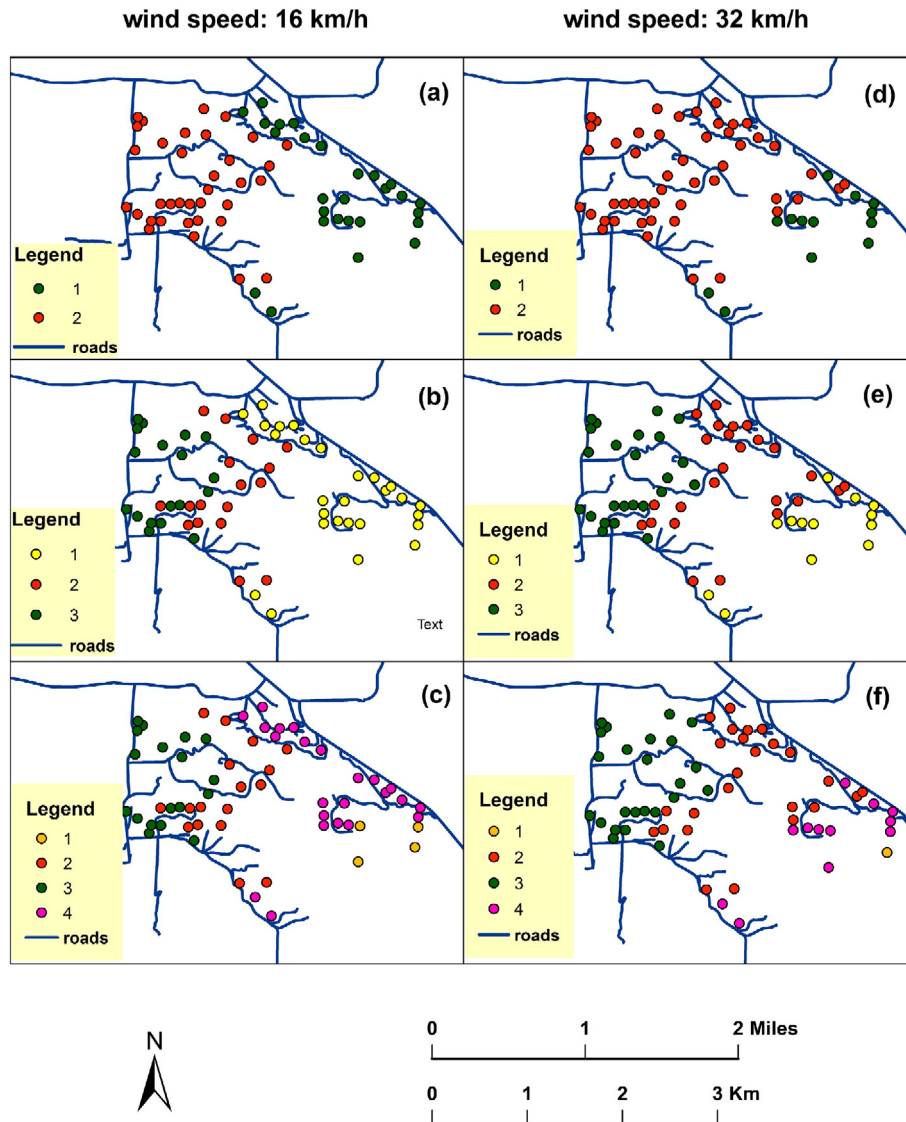 wind speed: 16 km/h
wind speed: 32 km/h
(a)
Legend
1
2
roads
(d)
Legend
1
2
roads
(b)
Legend
1
2
3
roads
Text
(e)
Legend
1
2
3
roads
(c)
Legend
1
2
3
4
roads
(f)
Legend
1
2
3
4
roads
N
0 1 2 Miles
0 1 2 3 Km